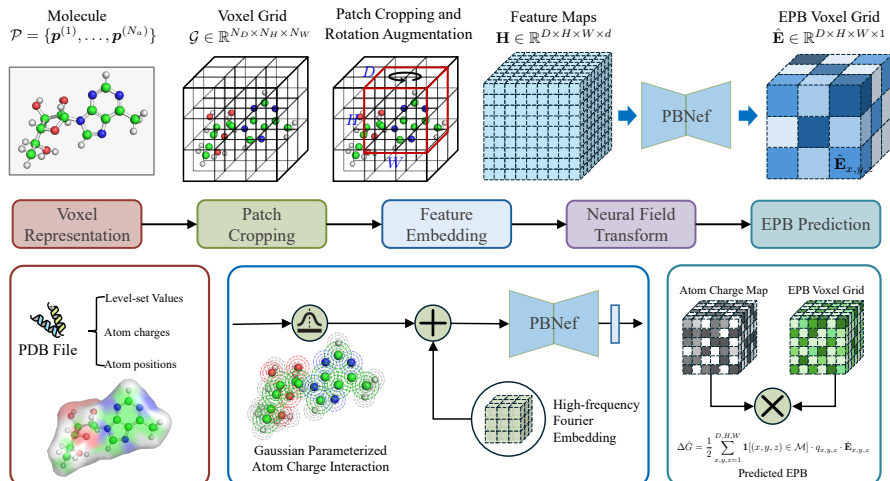 Molecule
𝒫 = {𝒑^(1), . . . , 𝒑^(N_a)}
Voxel Grid
𝒢 ∈ ℝ^{N_D×N_H×N_W}
Patch Cropping and
Rotation Augmentation
D
H
W
Feature Maps
𝐇 ∈ ℝ^{D×H×W×d}
PBNef
EPB Voxel Grid
Ê ∈ ℝ^{D×H×W×1}
Ê_{x,y,z}
Voxel
Representation
Patch
Cropping
Feature
Embedding
Neural Field
Transform
EPB Prediction
PDB File
Level-set Values
Atom charges
Atom positions
Gaussian Parameterized
Atom Charge Interaction
PBNef
High-frequency
Fourier
Embedding
Atom Charge Map
EPB Voxel Grid
ΔĜ = 1/2 ∑_{x,y,z=1}^{D,H,W} 𝟏[(x, y, z) ∈ ℳ] · q_{x,y,z} · Ê_{x,y,z}
Predicted EPB